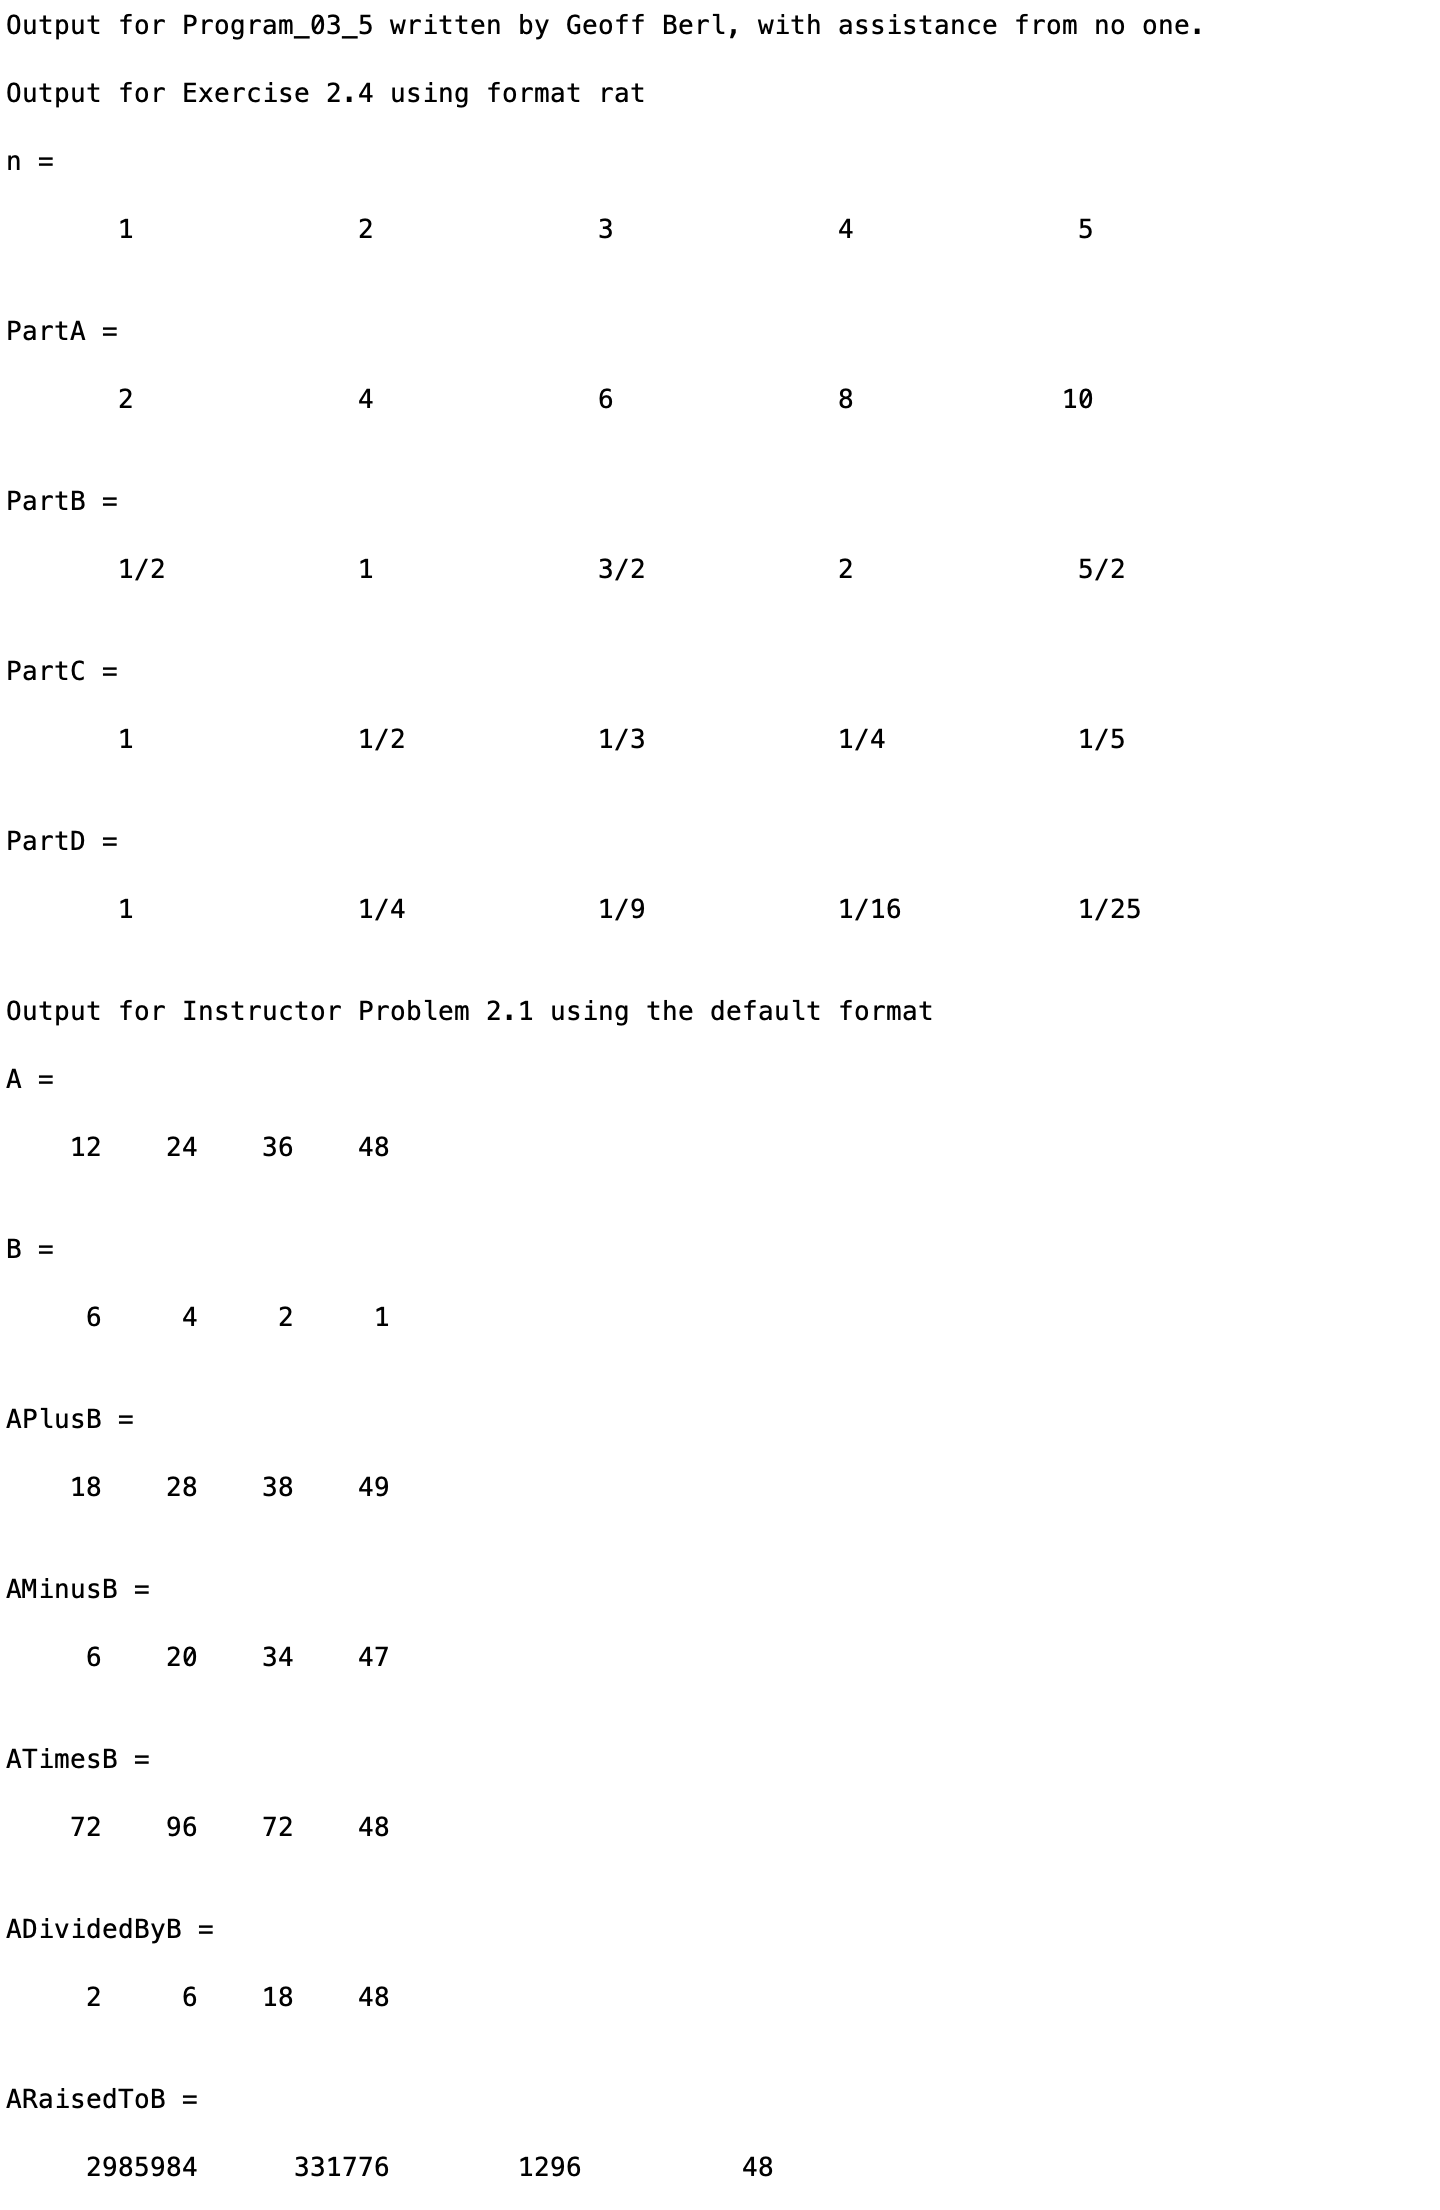 Output for Program_03_5 written by Geoff Berl, with assistance from no one.
Output for Exercise 2.4 using format rat
n =
1 2 3 4 5
PartA =
2 4 6 8 10
PartB =
1/2 1 3/2 2 5/2
PartC =
1 1/2 1/3 1/4 1/5
PartD =
1 1/4 1/9 1/16 1/25
Output for Instructor Problem 2.1 using the default format
A =
12 24 36 48
B =
6 4 2 1
APlusB =
18 28 38 49
AMinusB =
6 20 34 47
ATimesB =
72 96 72 48
ADividedByB =
2 6 18 48
ARaisedToB =
2985984 331776 1296 48